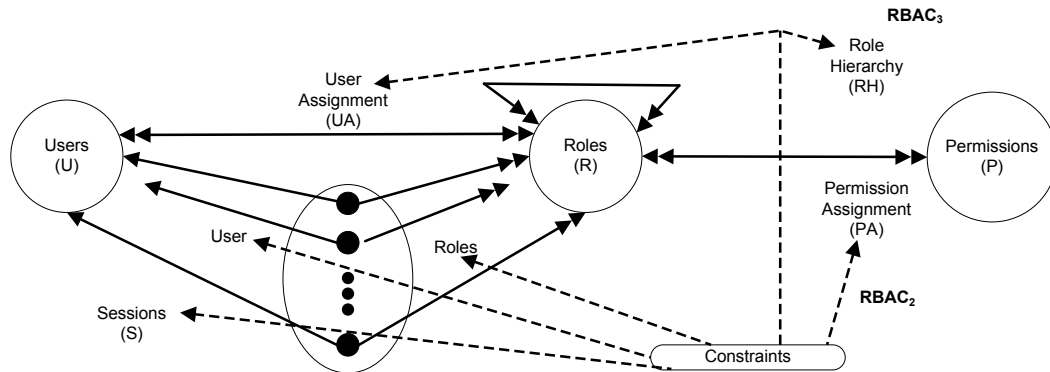 RBAC3
Role
Hierarchy
(RH)
User
Assignment
(UA)
Users
(U)
Roles
(R)
Permissions
(P)
Permission
Assignment
(PA)
User
Roles
RBAC2
Sessions
(S)
Constraints